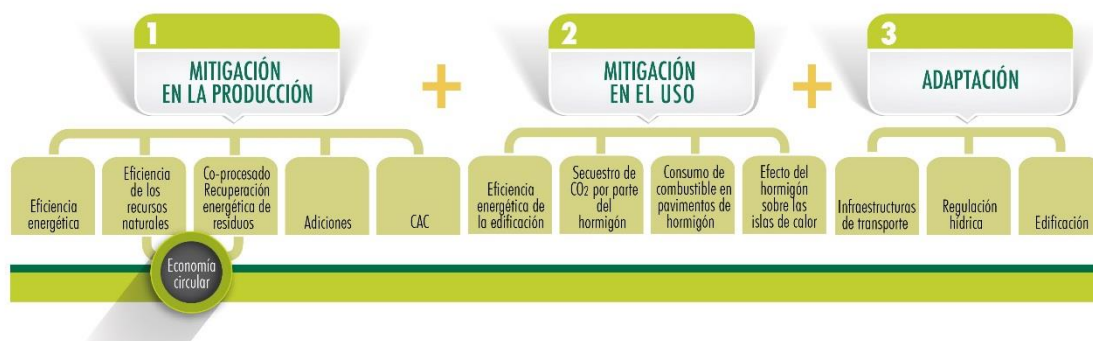 1
MITIGACIÓN
EN LA PRODUCCIÓN
+
2
MITIGACIÓN
EN EL USO
+
3
ADAPTACIÓN
Eficiencia
energética
Eficiencia
de los
recursos
naturales
Co-procesado
Recuperación
energética de
residuos
Adiciones
CAC
Eficiencia
energética de
la edificación
Secuestro de
CO2 por parte
del
hormigón
Consumo de
combustible en
pavimentos de
hormigón
Efecto del
hormigón
sobre las
islas de calor
Infraestructuras
de transporte
Regulación
hídrica
Edificación
Economía
circular